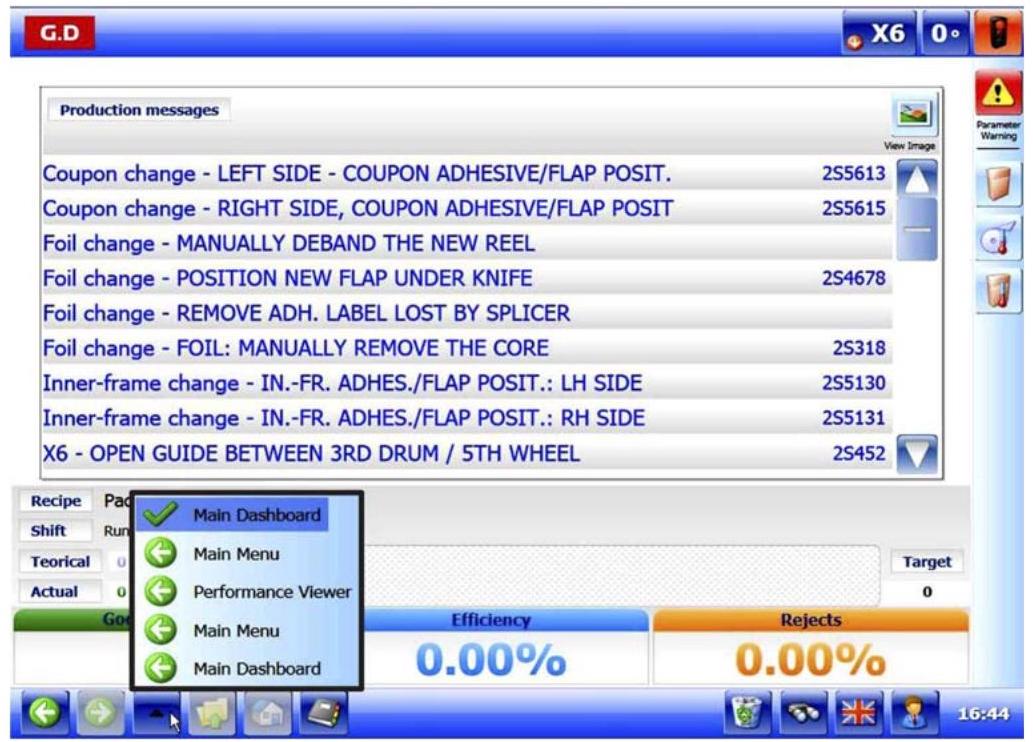 G.D
X6
0
Production messages
View Image
Parameter
Warning
Coupon change - LEFT SIDE - COUPON ADHESIVE/FLAP POSIT. 2S5613
Coupon change - RIGHT SIDE, COUPON ADHESIVE/FLAP POSIT 2S5615
Foil change - MANUALLY DEBAND THE NEW REEL
Foil change - POSITION NEW FLAP UNDER KNIFE 2S4678
Foil change - REMOVE ADH. LABEL LOST BY SPLICER
Foil change - FOIL: MANUALLY REMOVE THE CORE 2S318
Inner-frame change - IN.-FR. ADHES./FLAP POSIT.: LH SIDE 2S5130
Inner-frame change - IN.-FR. ADHES./FLAP POSIT.: RH SIDE 2S5131
X6 - OPEN GUIDE BETWEEN 3RD DRUM / 5TH WHEEL 2S452
Recipe Pac
Shift Run
Teorical 0
Target
Actual 0
0
Main Dashboard
Main Menu
Performance Viewer
Main Menu
Main Dashboard
Goo
Efficiency
Rejects
0.00%
0.00%
16:44